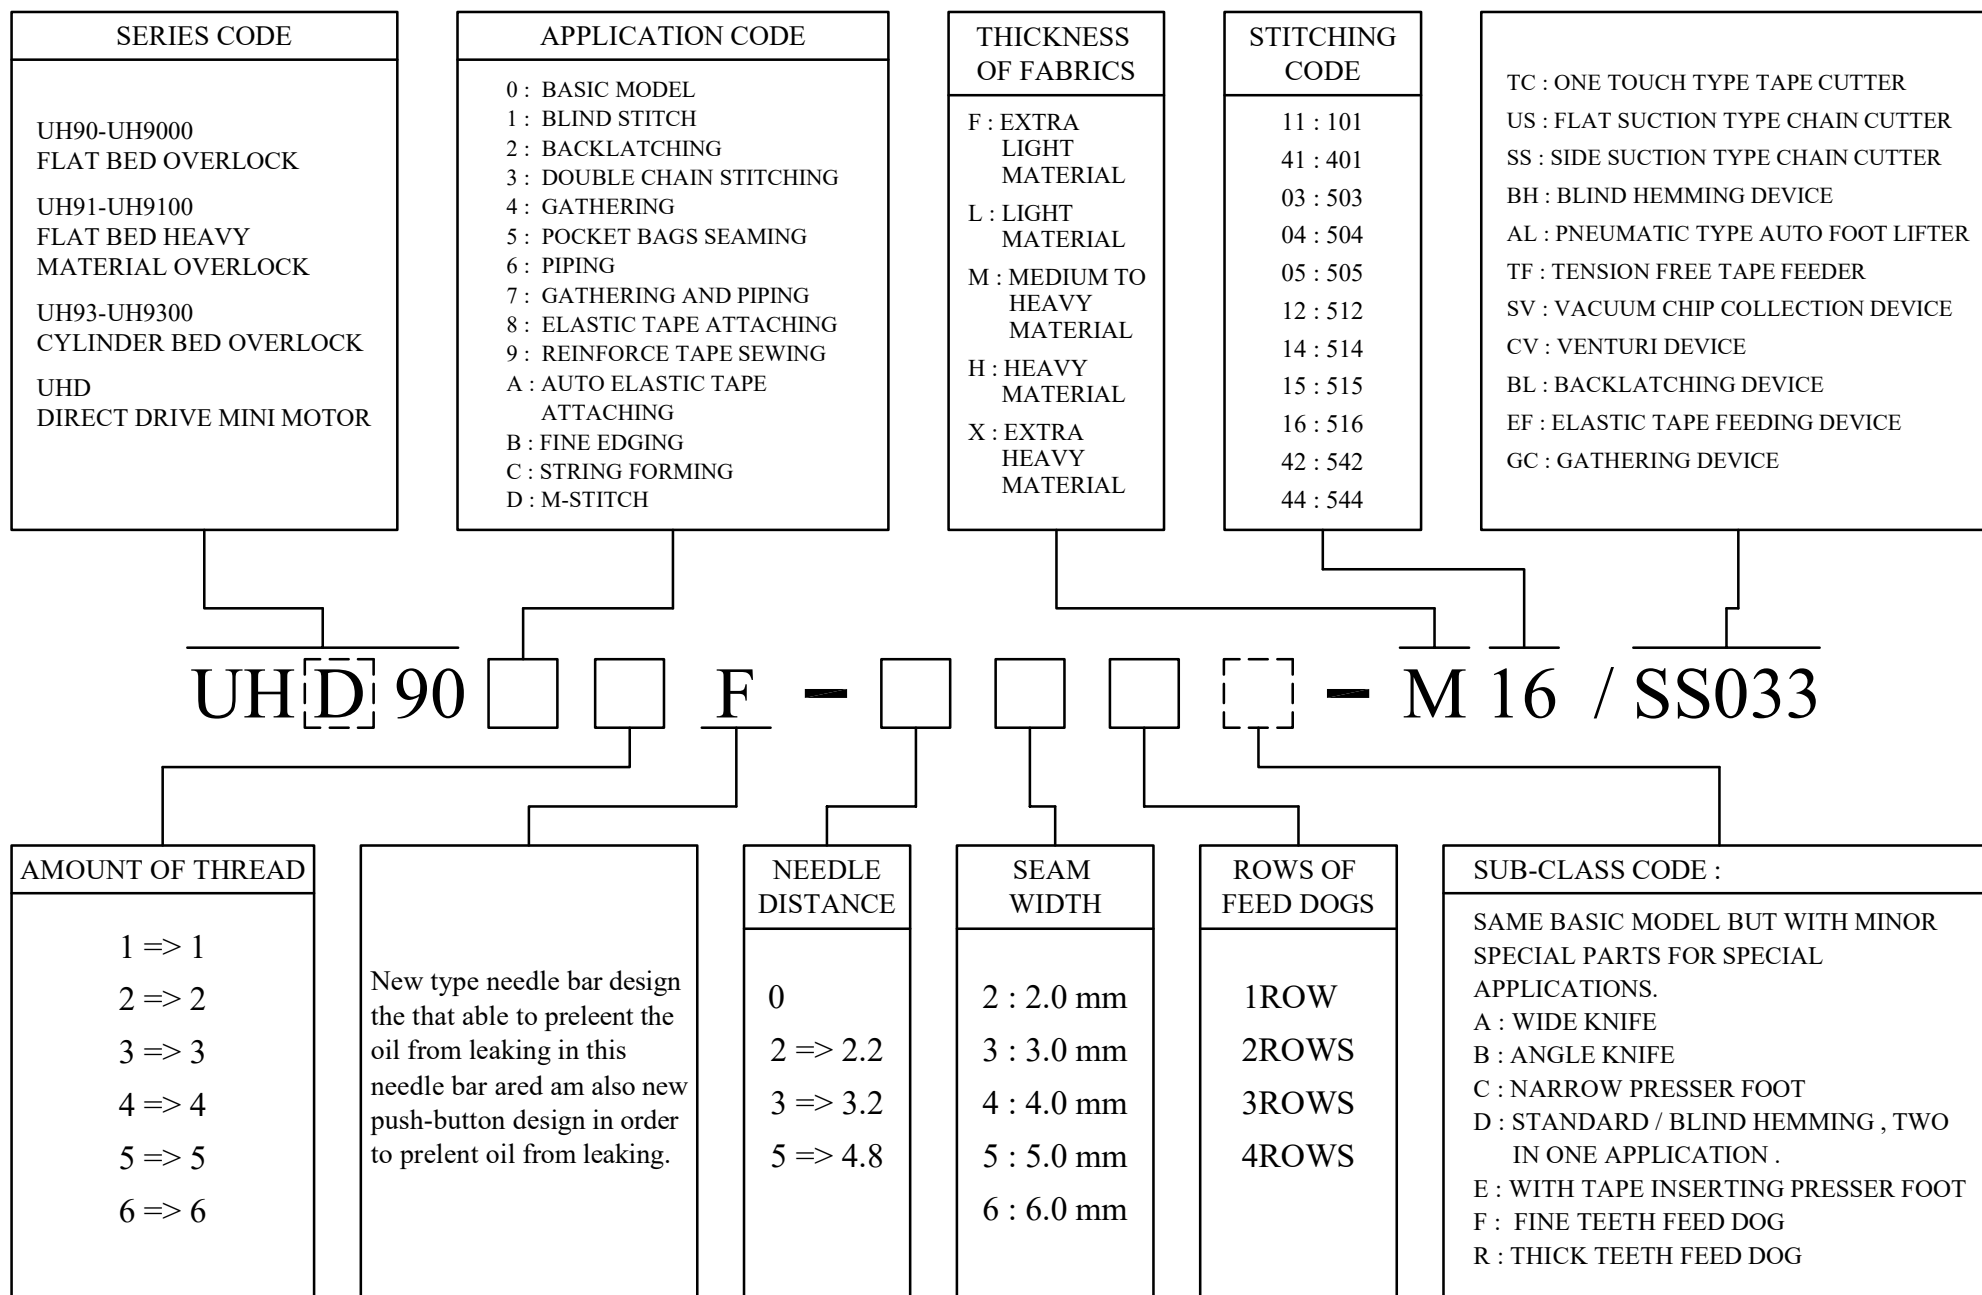 SERIES CODE
UH90-UH9000
FLAT BED OVERLOCK
UH91-UH9100
FLAT BED HEAVY
MATERIAL OVERLOCK
UH93-UH9300
CYLINDER BED OVERLOCK
UHD
DIRECT DRIVE MINI MOTOR
APPLICATION CODE
0 : BASIC MODEL
1 : BLIND STITCH
2 : BACKLATCHING
3 : DOUBLE CHAIN STITCHING
4 : GATHERING
5 : POCKET BAGS SEAMING
6 : PIPING
7 : GATHERING AND PIPING
8 : ELASTIC TAPE ATTACHING
9 : REINFORCE TAPE SEWING
A : AUTO ELASTIC TAPE
ATTACHING
B : FINE EDGING
C : STRING FORMING
D : M-STITCH
THICKNESS
OF FABRICS
F : EXTRA
LIGHT
MATERIAL
L : LIGHT
MATERIAL
M : MEDIUM TO
HEAVY
MATERIAL
H : HEAVY
MATERIAL
X : EXTRA
HEAVY
MATERIAL
STITCHING
CODE
11 : 101
41 : 401
03 : 503
04 : 504
05 : 505
12 : 512
14 : 514
15 : 515
16 : 516
42 : 542
44 : 544
TC : ONE TOUCH TYPE TAPE CUTTER
US : FLAT SUCTION TYPE CHAIN CUTTER
SS : SIDE SUCTION TYPE CHAIN CUTTER
BH : BLIND HEMMING DEVICE
AL : PNEUMATIC TYPE AUTO FOOT LIFTER
TF : TENSION FREE TAPE FEEDER
SV : VACUUM CHIP COLLECTION DEVICE
CV : VENTURI DEVICE
BL : BACKLATCHING DEVICE
EF : ELASTIC TAPE FEEDING DEVICE
GC : GATHERING DEVICE
UH D 90 F - - M 16 / SS033
AMOUNT OF THREAD
1 => 1
2 => 2
3 => 3
4 => 4
5 => 5
6 => 6
New type needle bar design
the that able to preleent the
oil from leaking in this
needle bar ared am also new
push-button design in order
to prelent oil from leaking.
NEEDLE
DISTANCE
0
2 => 2.2
3 => 3.2
5 => 4.8
SEAM
WIDTH
2 : 2.0 mm
3 : 3.0 mm
4 : 4.0 mm
5 : 5.0 mm
6 : 6.0 mm
ROWS OF
FEED DOGS
1ROW
2ROWS
3ROWS
4ROWS
SUB-CLASS CODE :
SAME BASIC MODEL BUT WITH MINOR
SPECIAL PARTS FOR SPECIAL
APPLICATIONS.
A : WIDE KNIFE
B : ANGLE KNIFE
C : NARROW PRESSER FOOT
D : STANDARD / BLIND HEMMING , TWO
IN ONE APPLICATION .
E : WITH TAPE INSERTING PRESSER FOOT
F : FINE TEETH FEED DOG
R : THICK TEETH FEED DOG